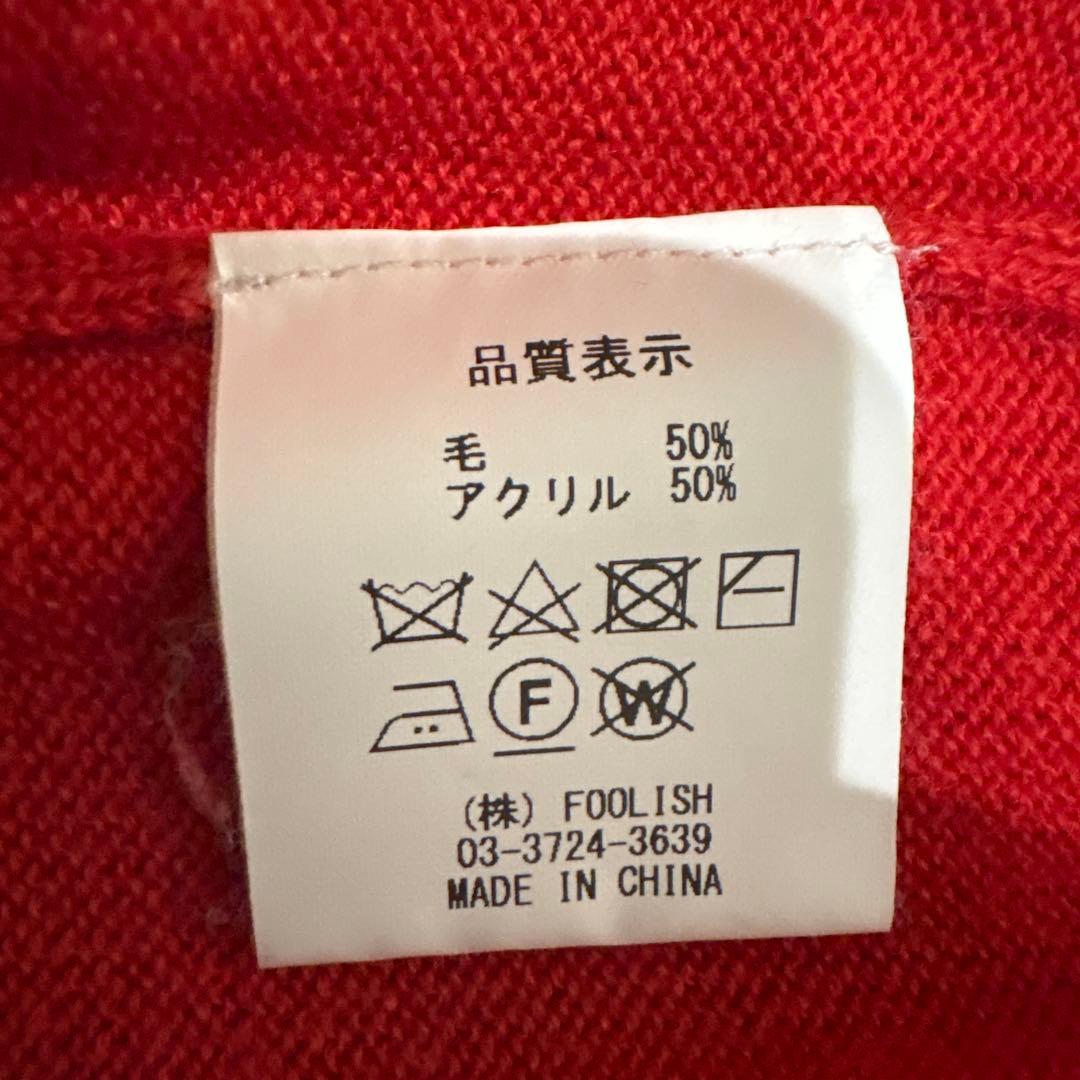 品質表示
毛 50%
アクリル 50%
F W
(株) FOOLISH
03-3724-3639
MADE IN CHINA